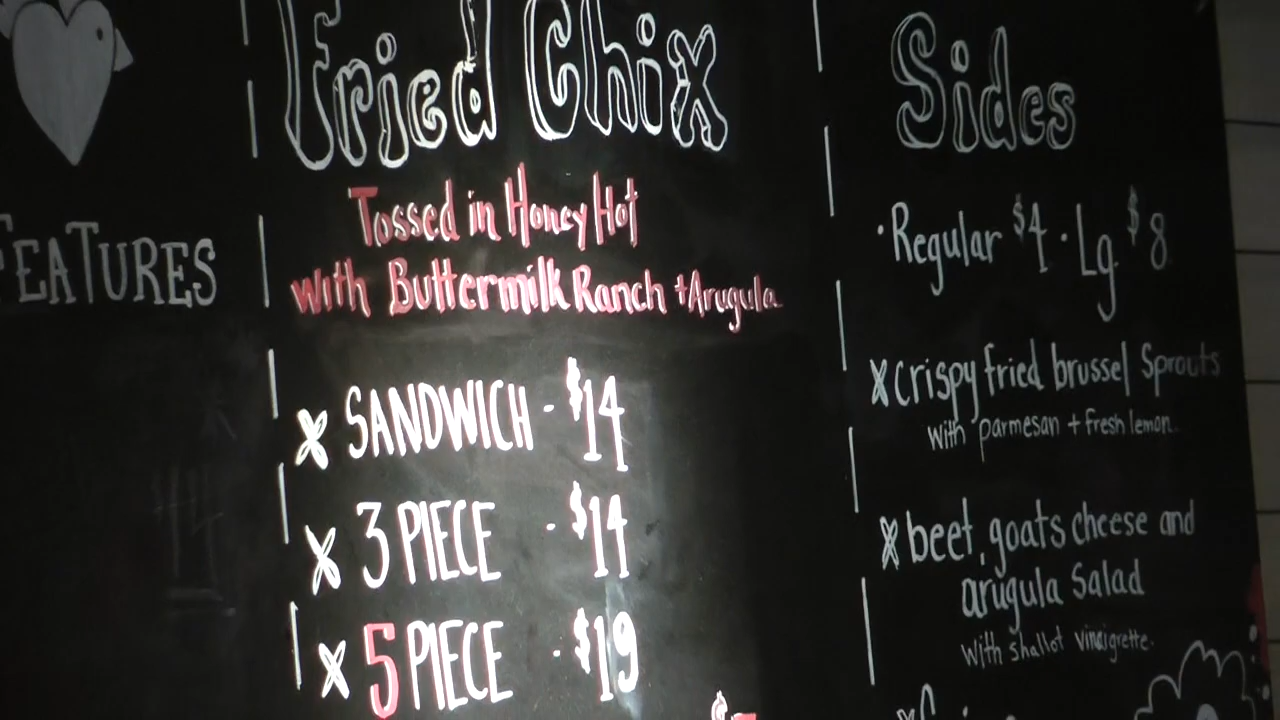 FEATURES
Fried Chix
Tossed in Honey Hot
with Buttermilk Ranch + Arugula
x SANDWICH - $14
x 3 PIECE - $14
x 5 PIECE - $19
Sides
· Regular $4 · Lg $8
x crispy fried brussel Sprouts
with parmesan + fresh lemon.
x beet, goats cheese and
arugula Salad
with shallot vinaigrette.